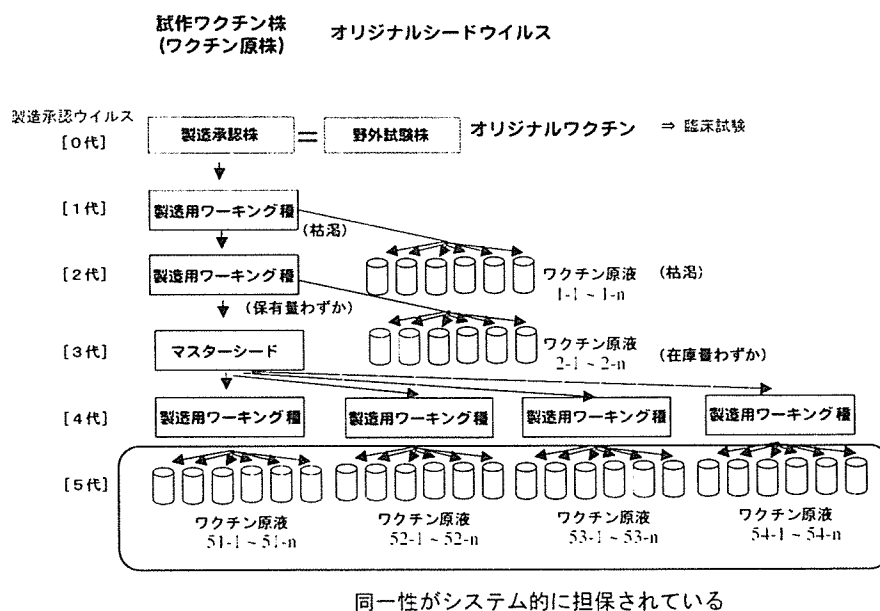 試作ワクチン株
(ワクチン原株)
オリジナルシードウイルス
製造承認ウイルス
[0代]
製造承認株
=
野外試験株
オリジナルワクチン
⇒ 臨床試験
[1代]
製造用ワーキング種
(枯渇)
[2代]
製造用ワーキング種
ワクチン原液
1-1 ~ 1-n
(枯渇)
(保有量わずか)
[3代]
マスターシード
ワクチン原液
2-1 ~ 2-n
(在庫量わずか)
[4代]
製造用ワーキング種
製造用ワーキング種
製造用ワーキング種
製造用ワーキング種
[5代]
ワクチン原液
51-1 ~ 51-n
ワクチン原液
52-1 ~ 52-n
ワクチン原液
53-1 ~ 53-n
ワクチン原液
54-1 ~ 54-n
同一性がシステム的に担保されている